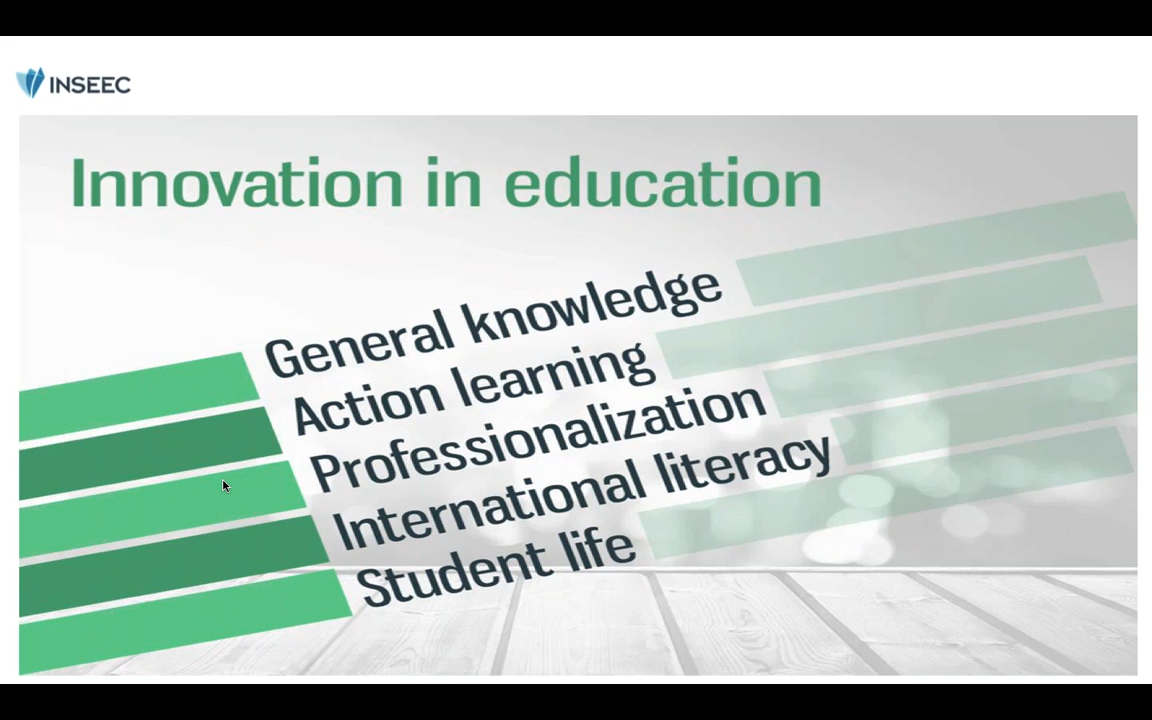 INSEEC
Innovation in education
General knowledge
Action learning
Professionalization
International literacy
Student life